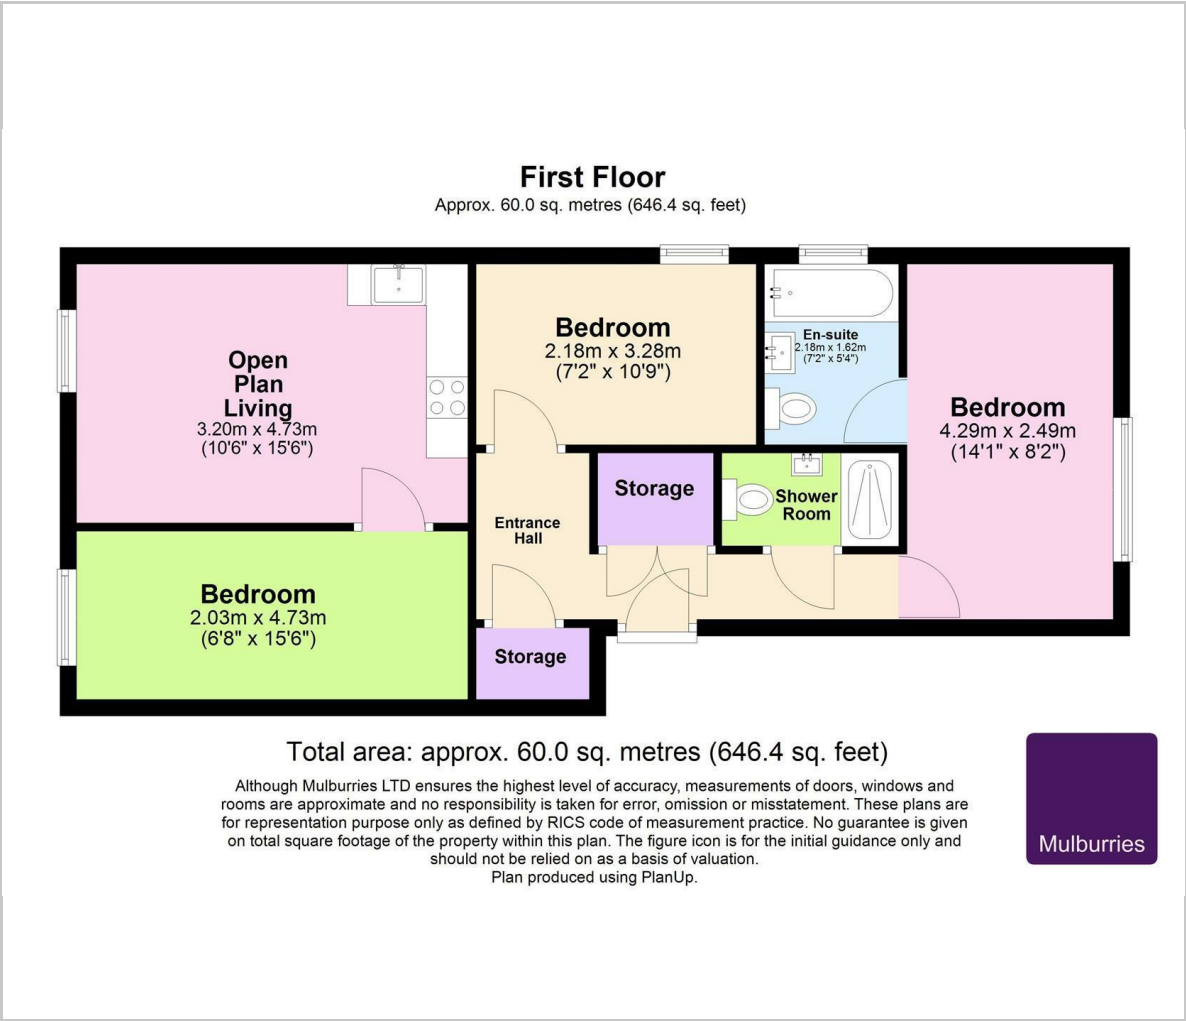 First Floor
Approx. 60.0 sq. metres (646.4 sq. feet)
Open
Plan
Living
3.20m x 4.73m
(10'6" x 15'6")
Bedroom
2.18m x 3.28m
(7'2" x 10'9")
En-suite
2.18m x 1.62m
(7'2" x 5'4")
Bedroom
4.29m x 2.49m
(14'1" x 8'2")
Storage
Shower
Room
Entrance
Hall
Bedroom
2.03m x 4.73m
(6'8" x 15'6")
Storage
Total area: approx. 60.0 sq. metres (646.4 sq. feet)
Although Mulburries LTD ensures the highest level of accuracy, measurements of doors, windows and
rooms are approximate and no responsibility is taken for error, omission or misstatement. These plans are
for representation purpose only as defined by RICS code of measurement practice. No guarantee is given
on total square footage of the property within this plan. The figure icon is for the initial guidance only and
should not be relied on as a basis of valuation.
Plan produced using PlanUp.
Mulburries